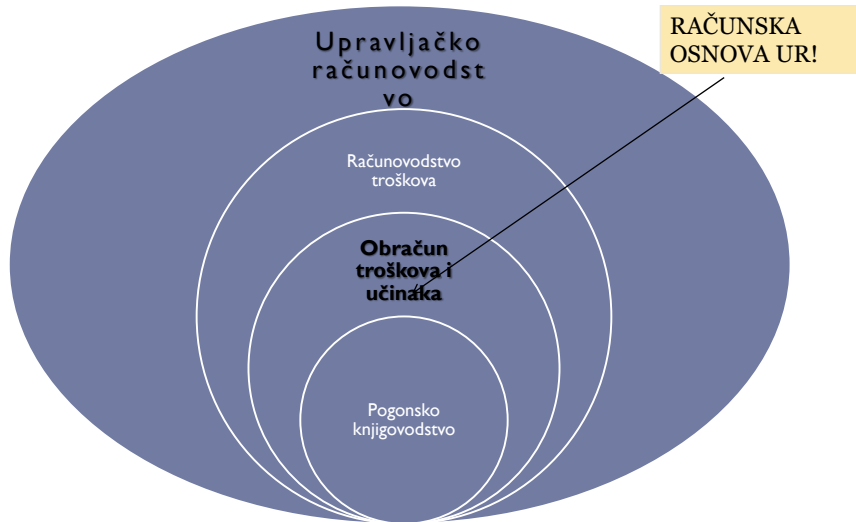 Upravljačko
računovodst
vo
RAČUNSKA
OSNOVA UR!
Računovodstvo
troškova
Obračun
troškova i
učinaka
Pogonsko
knjigovodstvo